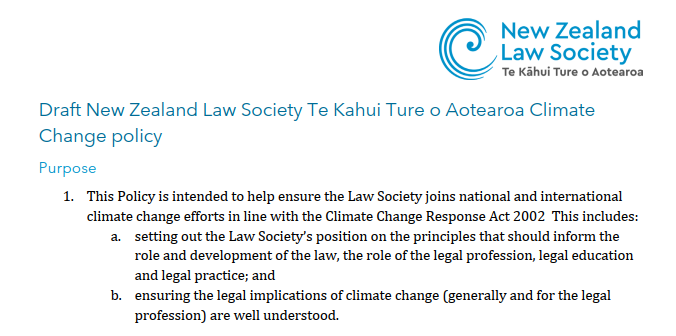 New Zealand
Law Society
Te Kāhui Ture o Aotearoa
Draft New Zealand Law Society Te Kahui Ture o Aotearoa Climate
Change policy
Purpose
1. This Policy is intended to help ensure the Law Society joins national and international
climate change efforts in line with the Climate Change Response Act 2002  This includes:
a. setting out the Law Society’s position on the principles that should inform the
role and development of the law, the role of the legal profession, legal education
and legal practice; and
b. ensuring the legal implications of climate change (generally and for the legal
profession) are well understood.